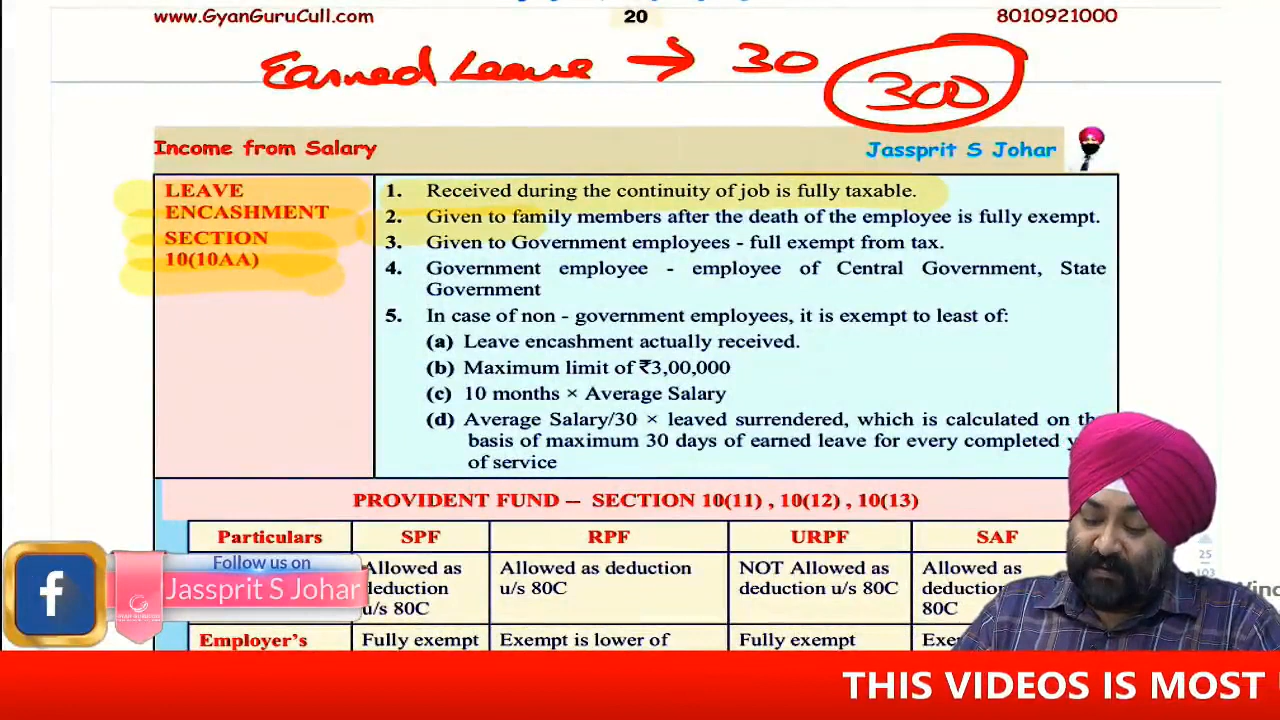 www.GyanGuruCull.com 20 8010921000
Earned Leave → 30 300
Income from Salary Jassprit S Johar
LEAVE ENCASHMENT SECTION 10(10AA)
1. Received during the continuity of job is fully taxable.
2. Given to family members after the death of the employee is fully exempt.
3. Given to Government employees - full exempt from tax.
4. Government employee - employee of Central Government, State
Government
5. In case of non - government employees, it is exempt to least of:
(a) Leave encashment actually received.
(b) Maximum limit of ₹3,00,000
(c) 10 months × Average Salary
(d) Average Salary/30 × leaved surrendered, which is calculated on
basis of maximum 30 days of earned leave for every completed
of service
PROVIDENT FUND – SECTION 10(11) , 10(12) , 10(13)
Particulars SPF RPF URPF SAF
Allowed as deduction u/s 80C
Allowed as deduction u/s 80C
NOT Allowed as deduction u/s 80C
Allowed as deduction 80C
Employer's Fully exempt Exempt is lower of Fully exempt
Follow us on
Jassprit S Johar
25
103
THIS VIDEOS IS MOST